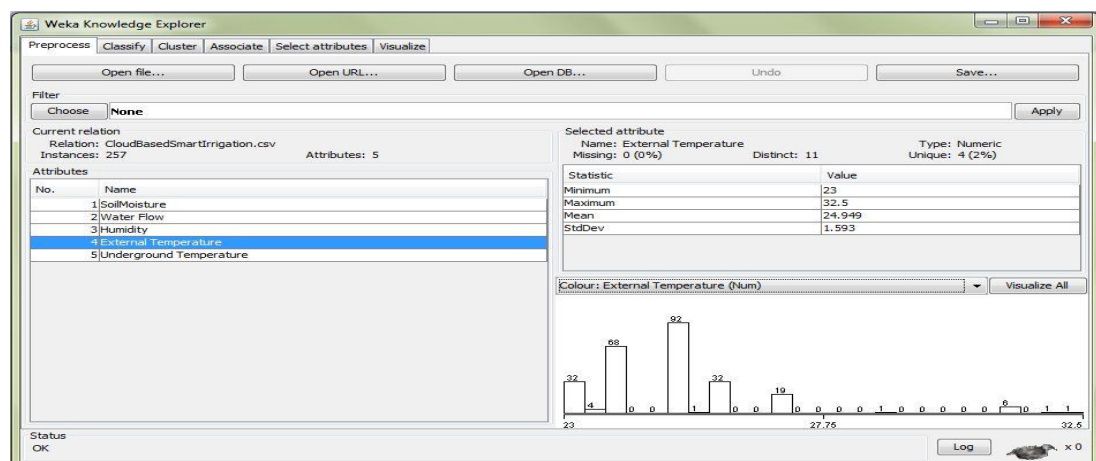 Weka Knowledge Explorer
Preprocess Classify Cluster Associate Select attributes Visualize
Open file... Open URL... Open DB... Undo Save...
Filter
Choose None Apply
Current relation
Relation: CloudBasedSmartIrrigation.csv
Instances: 257 Attributes: 5
Attributes
No. Name
1 SoilMoisture
2 Water Flow
3 Humidity
4 External Temperature
5 Underground Temperature
Selected attribute
Name: External Temperature Type: Numeric
Missing: 0 (0%) Distinct: 11 Unique: 4 (2%)
Statistic Value
Minimum 23
Maximum 32.5
Mean 24.949
StdDev 1.593
Colour: External Temperature (Num) Visualize All
32 4 68 0 0 92 1 32 0 0 19 0 0 0 0 1 0 0 0 0 0 6 0 1 1
23 27.75 32.5
Status
OK Log x 0